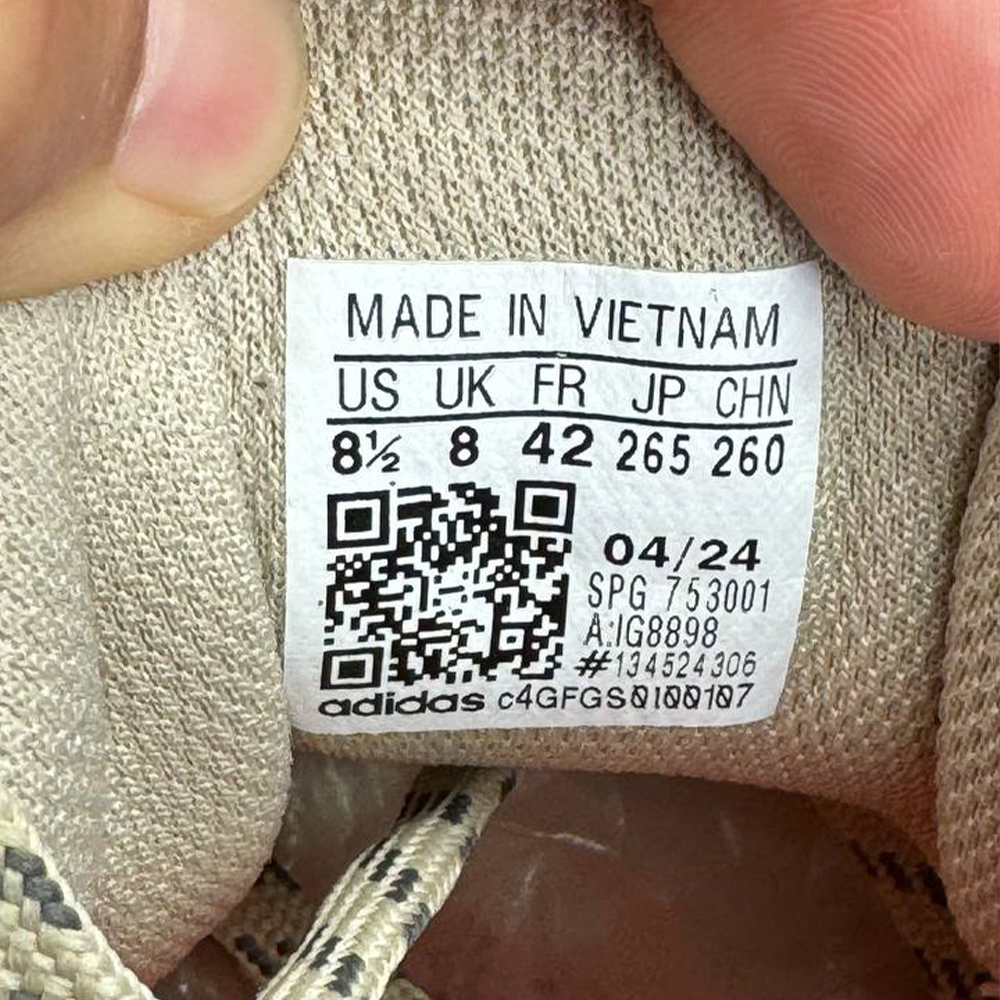 MADE IN VIETNAM
US UK FR JP CHN
8½ 8 42 265 260
04/24
SPG 753001
A:IG8898
#134524306
adidas c4GFGS0100107